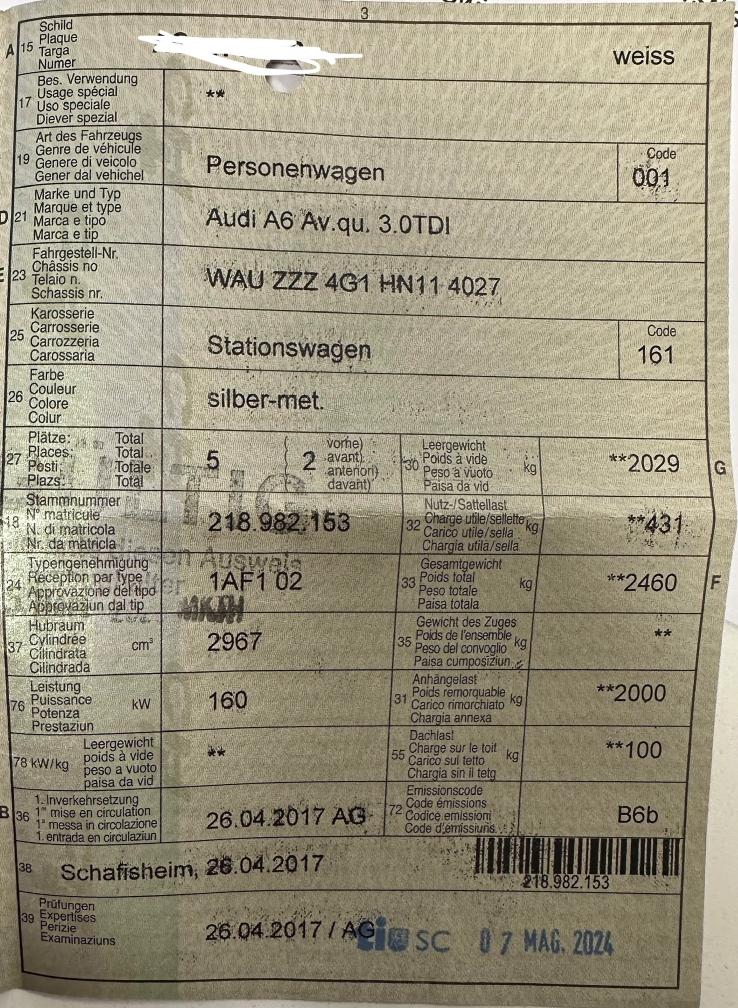 3
A 15 Schild
Plaque
Targa
Numer
weiss
17 Bes. Verwendung
Usage spécial
Uso speciale
Diever spezial
**
19 Art des Fahrzeugs
Genre de véhicule
Genere di veicolo
Gener dal vehichel
Personenwagen
Code
001
D 21 Marke und Typ
Marque et type
Marca e tipo
Marca e tip
Audi A6 Av.qu. 3.0TDI
E 23 Fahrgestell-Nr.
Châssis no
Telaio n.
Schassis nr.
WAU ZZZ 4G1 HN11 4027
25 Karosserie
Carrosserie
Carrozzeria
Carossaria
Stationswagen
Code
161
26 Farbe
Couleur
Colore
Colur
silber-met.
27 Plätze: Total
Places: Total
Posti: Totale
Plazs: Total
5
2
vorne)
avant)
anteriori)
davant)
30 Leergewicht
Poids à vide
Peso a vuoto
Paisa da vid
kg
**2029
G
18 Stammnummer
N° matricule
N. di matricola
Nr. da matricla
218.982.153
32 Nutz-/Sattellast
Charge utile/sellette
Carico utile/sella
Chargia utila/sella
kg
**431
diesen Ausweis
24 Typengenehmigung
Réception par type
Approvazione del tipo
Approvaziun dal tip
1AF1 02
33 Gesamtgewicht
Poids total
Peso totale
Paisa totala
kg
**2460
F
37 Hubraum
Cylindrée
Cilindrata
Cilindrada
cm³
2967
35 Gewicht des Zuges
Poids de l'ensemble
Peso del convoglio
Paisa cumposiziun
kg
**
76 Leistung
Puissance
Potenza
Prestaziun
kW
160
31 Anhängelast
Poids remorquable
Carico rimorchiato
Chargia annexa
kg
**2000
78 kW/kg
Leergewicht
poids à vide
peso a vuoto
paisa da vid
**
55 Dachlast
Charge sur le toit
Carico sul tetto
Chargia sin il tetg
kg
**100
B 36 1. Inverkehrsetzung
1re mise en circulation
1a messa in circolazione
1. entrada en circulaziun
26.04.2017 AG
72 Emissionscode
Code émissions
Codice emissioni
Code d'emissiuns
B6b
38 Schafisheim, 26.04.2017
218.982.153
39 Prüfungen
Expertises
Perizie
Examinaziuns
26.04.2017 / AG
SC 07 MAG. 2024